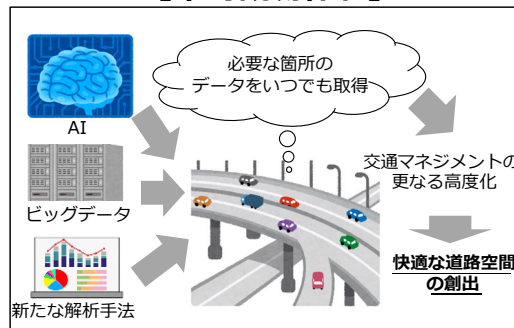 必要な箇所の
データをいつでも取得
AI
ビッグデータ
新たな解析手法
交通マネジメントの
更なる高度化
快適な道路空間
の創出